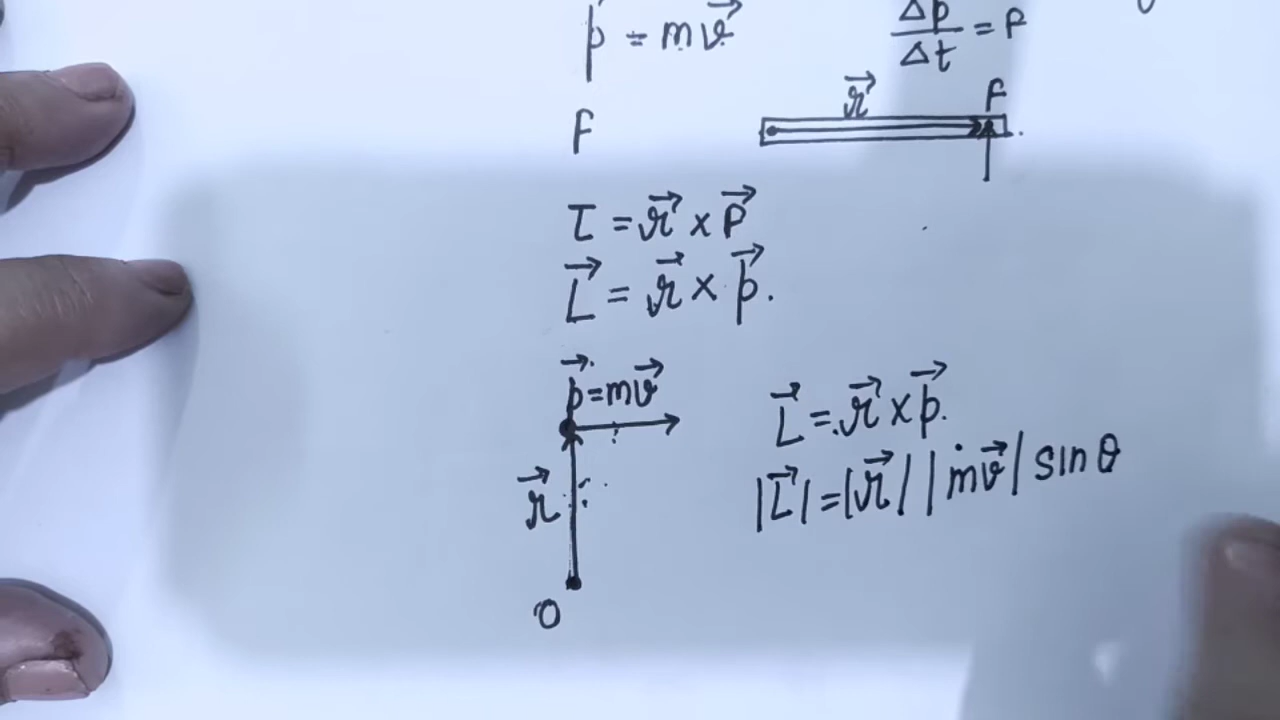 p⃗ = mv⃗
Δp/Δt = F
r⃗ F
F
τ = r⃗ × P⃗
L⃗ = r⃗ × p⃗.
p⃗ = mv⃗
L⃗ = r⃗ × p⃗.
r⃗
|L⃗| = |r⃗| |mv⃗| sin θ
O